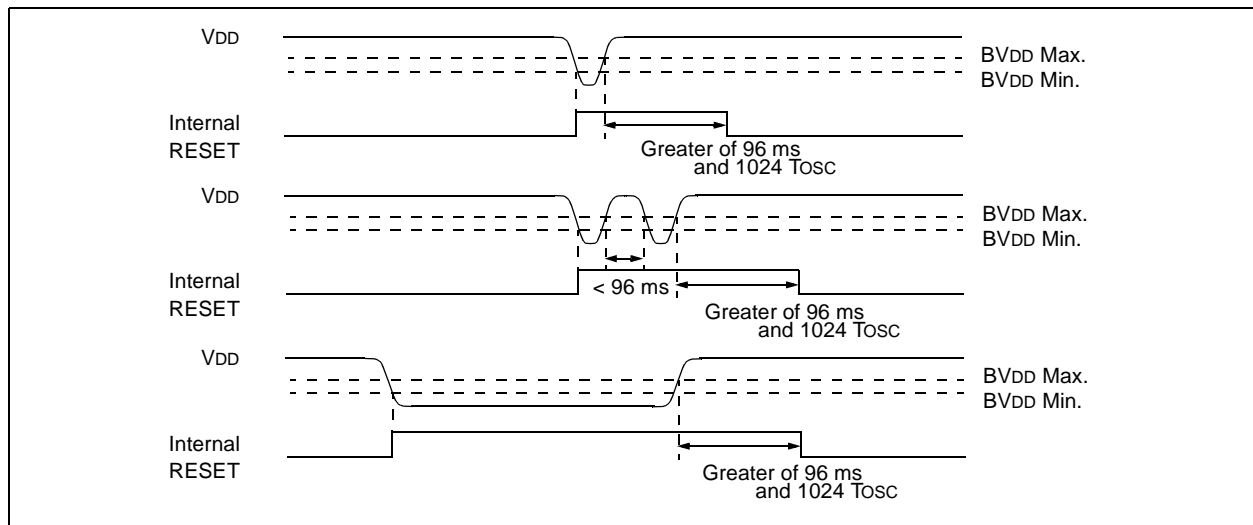 VDD
BVDD Max.
BVDD Min.
Internal
RESET
Greater of 96 ms
and 1024 TOSC
VDD
BVDD Max.
BVDD Min.
Internal
RESET
< 96 ms
Greater of 96 ms
and 1024 TOSC
VDD
BVDD Max.
BVDD Min.
Internal
RESET
Greater of 96 ms
and 1024 TOSC